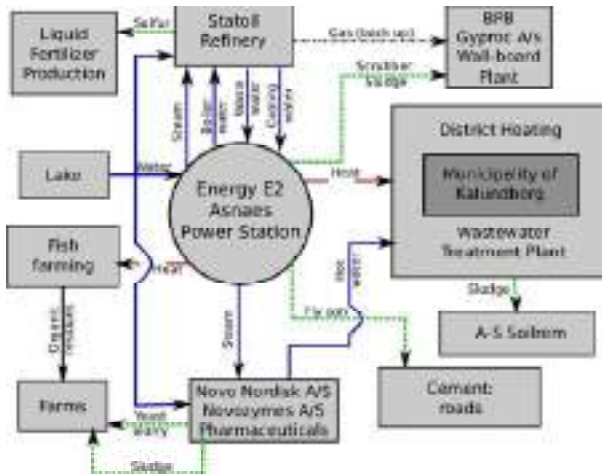 Liquid
Fertilizer
Production
Sulfur
Statoil
Refinery
Gas (back up)
BPB
Gyproc A/s
Wall-board
Plant
Scrubber
sludge
Steam
Boiler
water
water
Cooling
water
District Heating
Municipality of
Kalundborg
Wastewater
Treatment Plant
Lake
Water
Energy E2
Asnaes
Power Station
Heat
Fish
farming
Heat
Hot
water
Organic
residues
Steam
Fly ash
Sludge
A-S Soilrem
Farms
Yeast
slurry
Novo Nordisk A/S
Novozymes A/S
Pharmaceuticals
Cement;
roads
Sludge